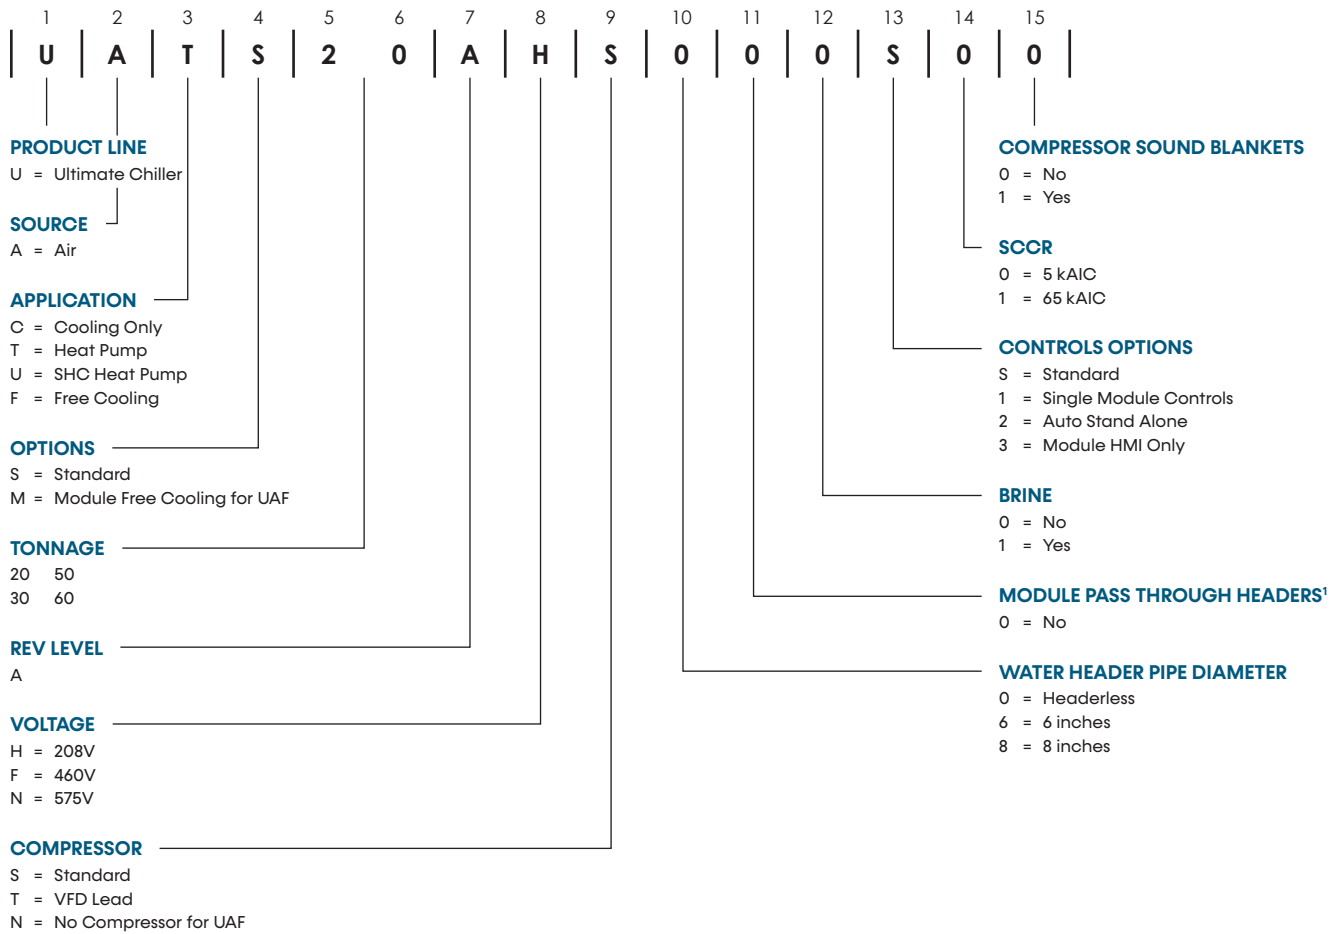 1 2 3 4 5 6 7 8 9 10 11 12 13 14 15
U A T S 2 0 A H S 0 0 0 S 0 0
PRODUCT LINE
U = Ultimate Chiller
SOURCE
A = Air
APPLICATION
C = Cooling Only
T = Heat Pump
U = SHC Heat Pump
F = Free Cooling
OPTIONS
S = Standard
M = Module Free Cooling for UAF
TONNAGE
20 50
30 60
REV LEVEL
A
VOLTAGE
H = 208V
F = 460V
N = 575V
COMPRESSOR
S = Standard
T = VFD Lead
N = No Compressor for UAF
COMPRESSOR SOUND BLANKETS
0 = No
1 = Yes
SCCR
0 = 5 kAIC
1 = 65 kAIC
CONTROLS OPTIONS
S = Standard
1 = Single Module Controls
2 = Auto Stand Alone
3 = Module HMI Only
BRINE
0 = No
1 = Yes
MODULE PASS THROUGH HEADERS¹
0 = No
WATER HEADER PIPE DIAMETER
0 = Headerless
6 = 6 inches
8 = 8 inches